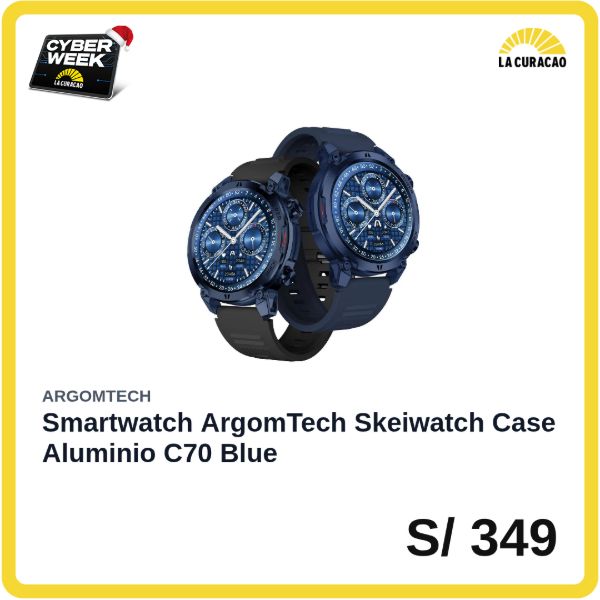 CYBER
WEEK
LA CURACAO
LA CURACAO
ARGOMTECH
Smartwatch ArgomTech Skeiwatch Case
Aluminio C70 Blue
S/ 349